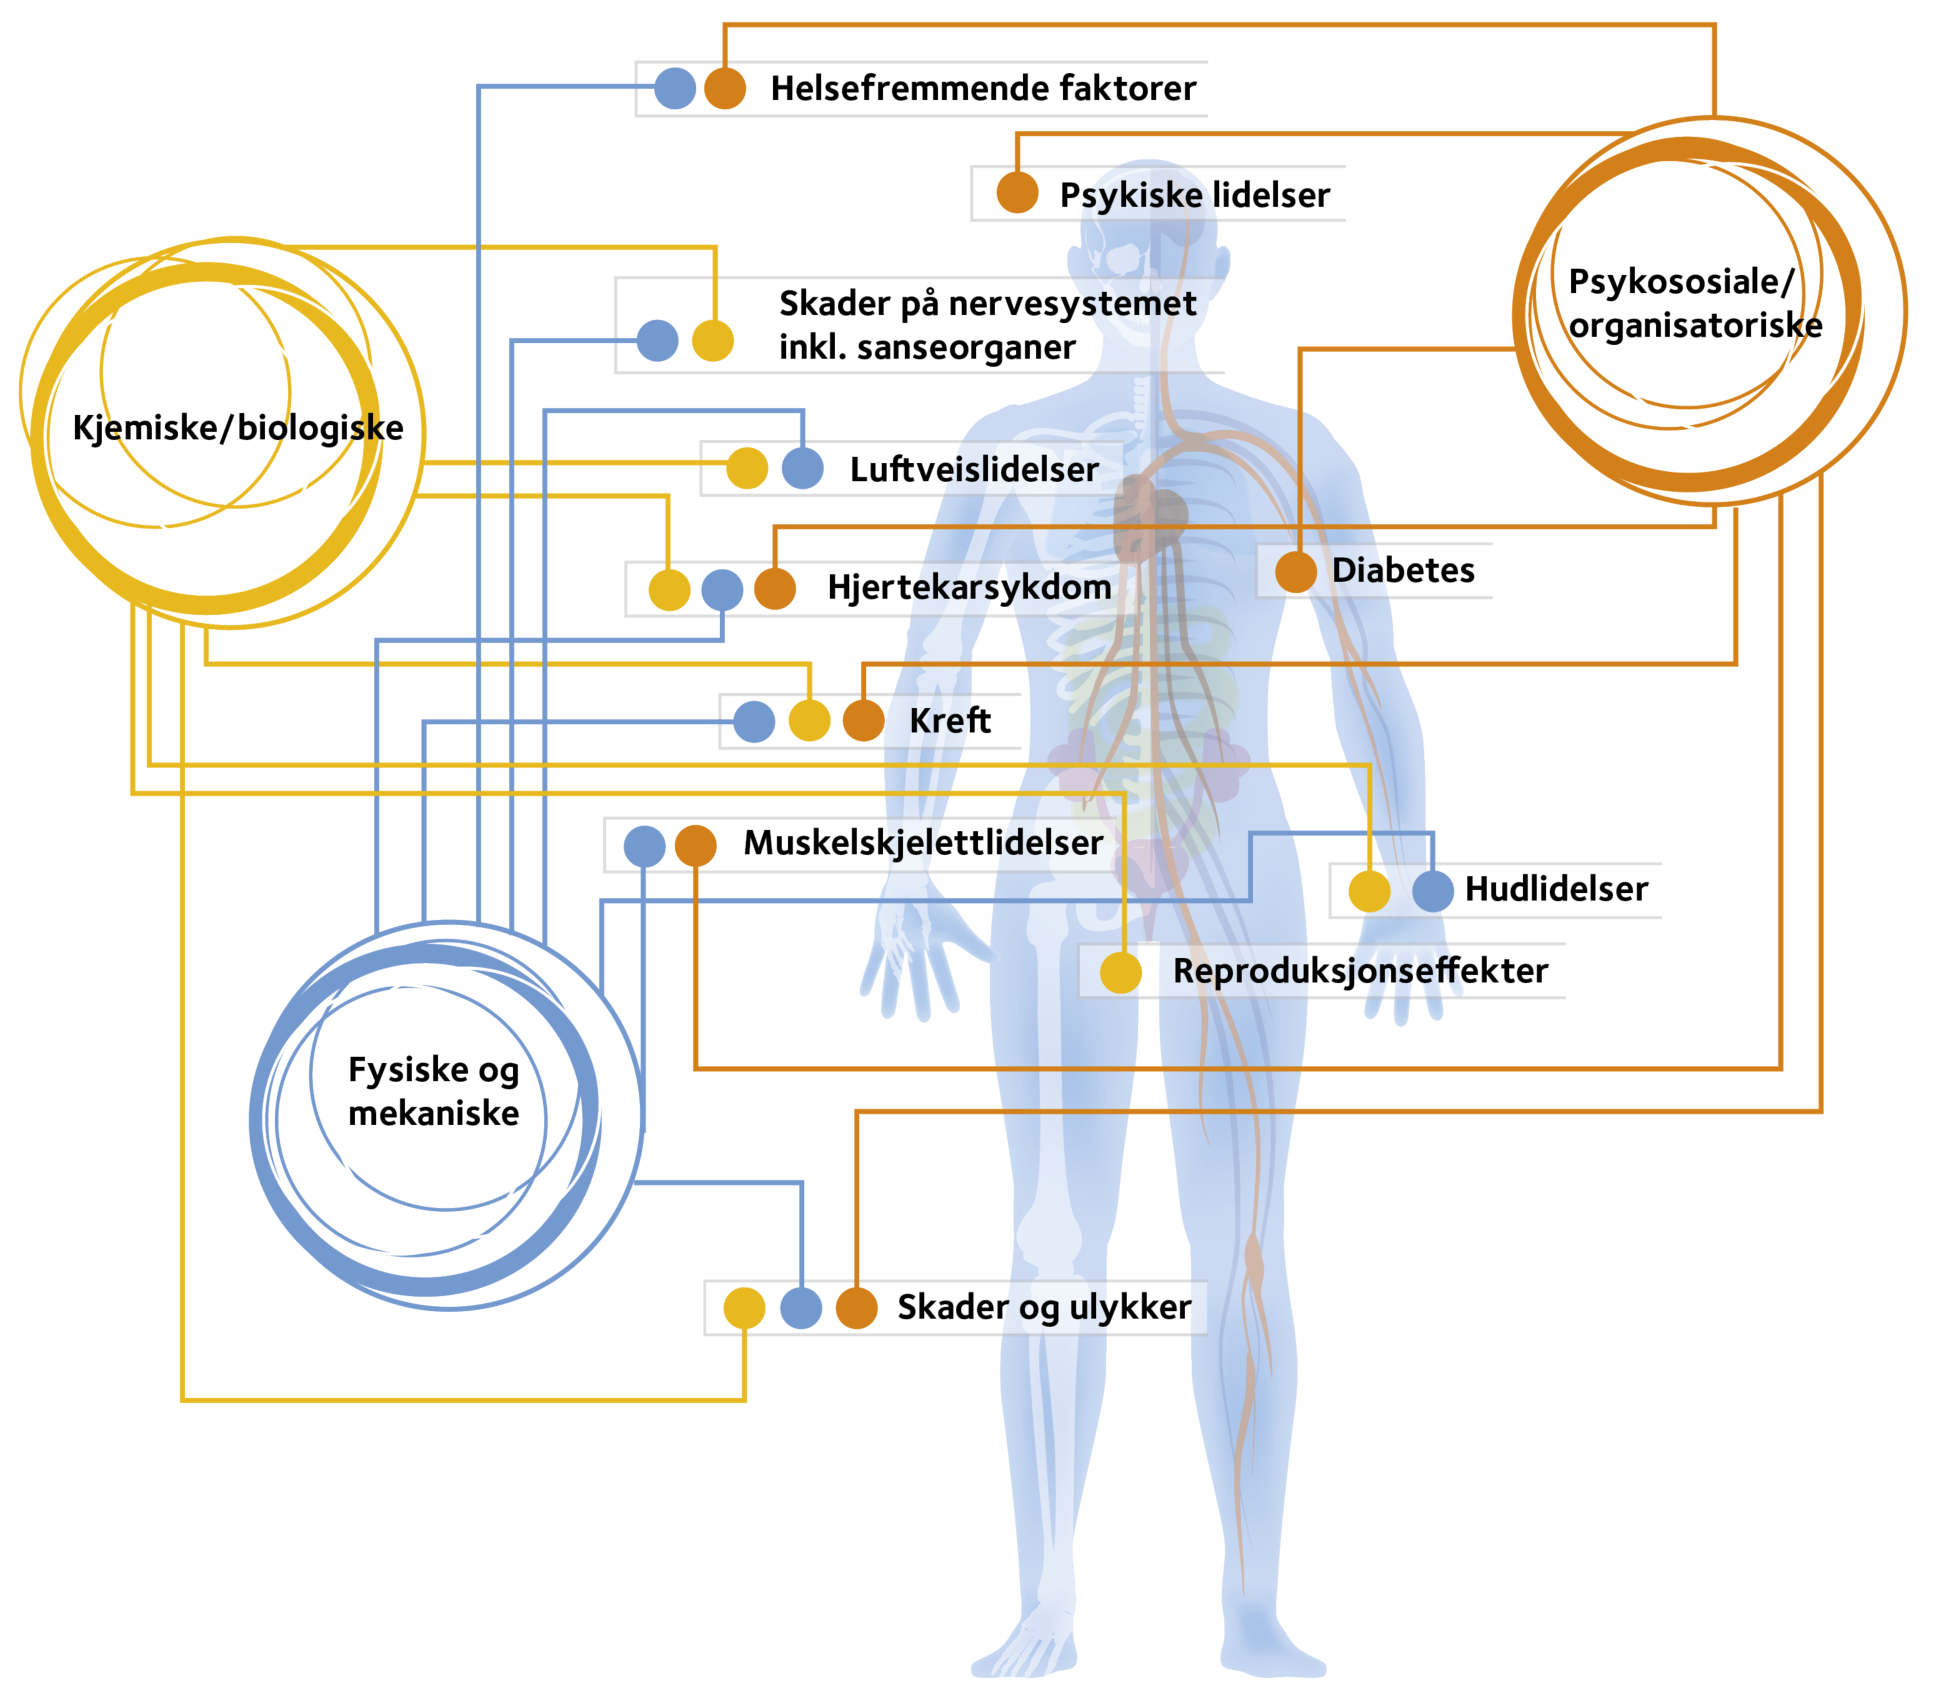 Helsefremmende faktorer
Psykiske lidelser
Psykososiale/
organisatoriske
Skader på nervesystemet
inkl. sanseorganer
Kjemiske/biologiske
Luftveislidelser
Diabetes
Hjertekarsykdom
Kreft
Muskelskjelettlidelser
Hudlidelser
Reproduksjonseffekter
Fysiske og
mekaniske
Skader og ulykker